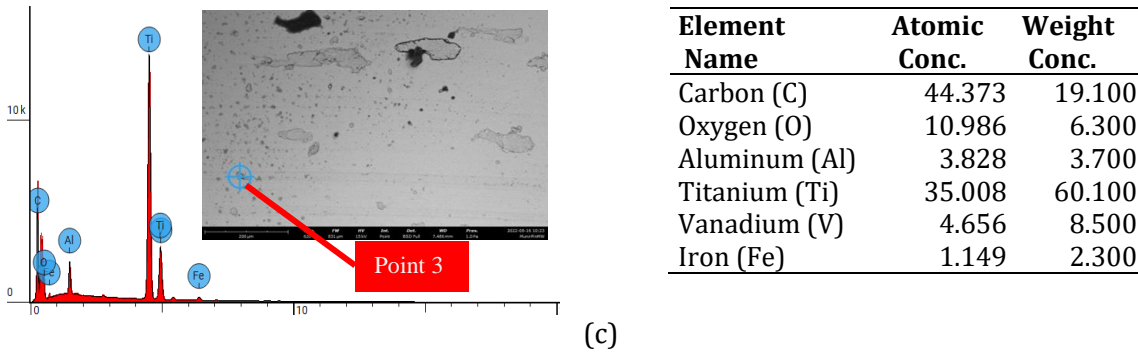 Ti
10 k
C
Ti
Al
O
Fe
0
0
10
Point 3
(c)
Element Name Atomic Conc. Weight Conc.
Carbon (C) 44.373 19.100
Oxygen (O) 10.986 6.300
Aluminum (Al) 3.828 3.700
Titanium (Ti) 35.008 60.100
Vanadium (V) 4.656 8.500
Iron (Fe) 1.149 2.300